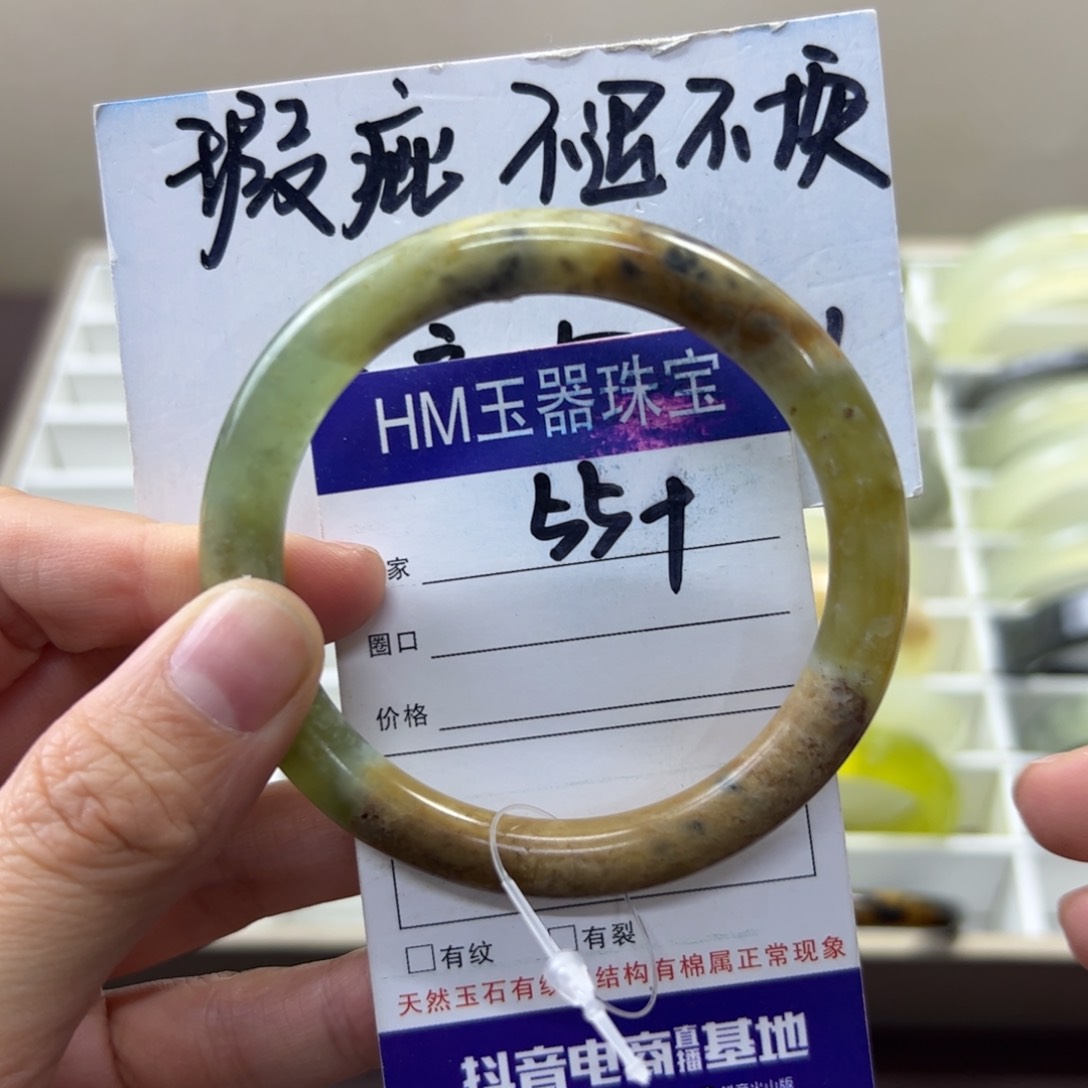 瑕疵 不退不换
HM玉器珠宝
55+
家
圈口
价格
有纹
有裂
天然玉石有纹 结构有棉属正常现象
抖音电商直播基地